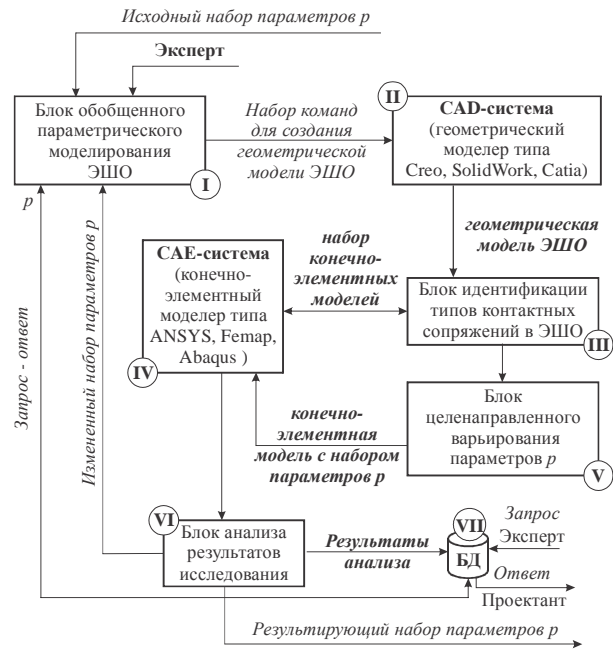 Исходный набор параметров p
Эксперт
Блок обобщенного
параметрического
моделирования
ЭШО
I
Набор команд
для создания
геометрической
модели ЭШО
II
CAD-система
(геометрический
моделер типа
Creo, SolidWork, Catia)
p
Запрос - ответ
Измененный набор параметров p
геометрическая
модель ЭШО
CAE-система
(конечно-
элементный
моделер типа
ANSYS, Femap,
Abaqus )
IV
набор
конечно-
элементных
моделей
Блок идентификации
типов контактных
сопряжений в ЭШО
III
конечно-
элементная
модель с набором
параметров p
Блок
целенаправленного
варьирования
параметров p
V
VI
Блок анализа
результатов
исследования
Результаты
анализа
VII
БД
Запрос
Эксперт
Ответ
Проектант
Результирующий набор параметров p